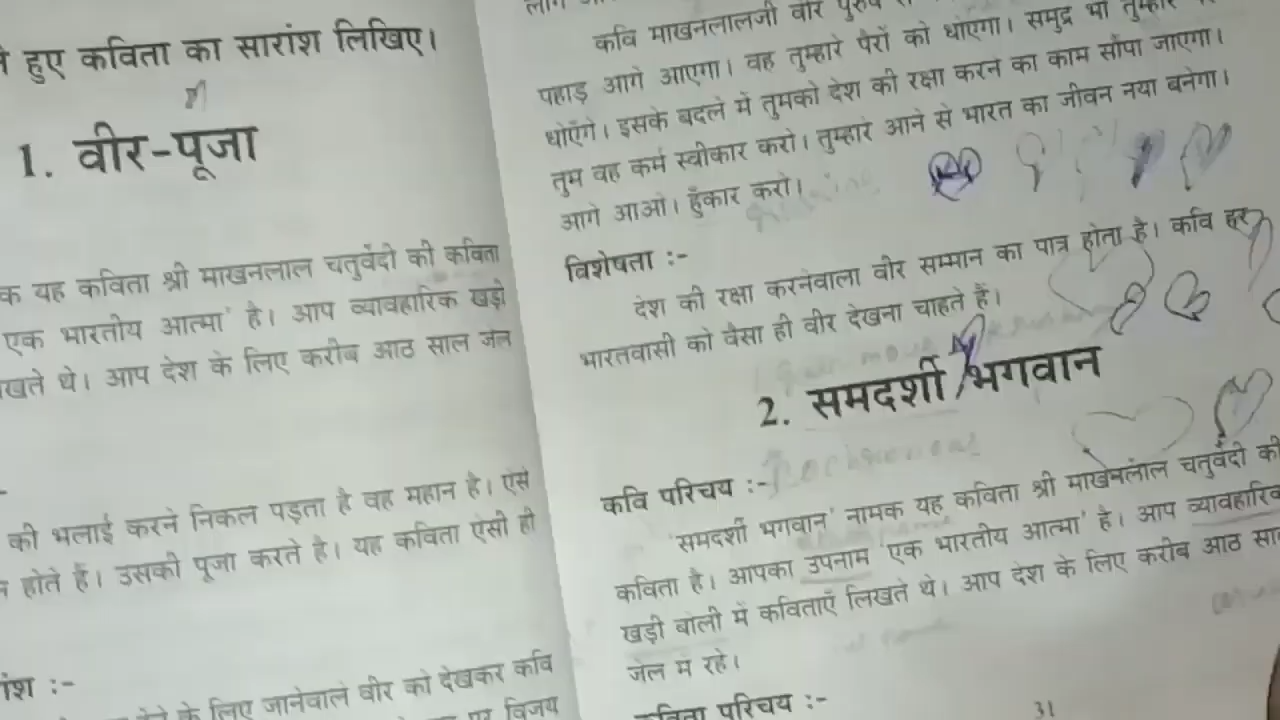 हुए कविता का सारांश लिखिए।
1. वीर-पूजा
क यह कविता श्री माखनलाल चतुर्वेदी की कविता
एक भारतीय आत्मा' है। आप व्यावहारिक खड़ी
खते थे। आप देश के लिए करीब आठ साल जेल
की भलाई करने निकल पड़ता है वह महान है। ऐसे
होते हैं। उसकी पूजा करते है। यह कविता ऐसी ही
ांश :-
के लिए जानेवाले वीर को देखकर कवि
पर विजय
कवि माखनलालजी वीर पुरुष से
पहाड़ आगे आएगा। वह तुम्हारे पैरों को धोएगा। समुद्र भी तुम्हारे
धोएँगे। इसके बदले में तुमको देश की रक्षा करने का काम सौंपा जाएगा।
तुम वह कर्म स्वीकार करो। तुम्हारे आने से भारत का जीवन नया बनेगा।
आगे आओ। हुँकार करो।
विशेषता :-
देश की रक्षा करनेवाला वीर सम्मान का पात्र होता है। कवि हर
भारतवासी को वैसा ही वीर देखना चाहते हैं।
2. समदर्शी भगवान
कवि परिचय :-
'समदर्शी भगवान' नामक यह कविता श्री माखनलाल चतुर्वेदी की
कविता है। आपका उपनाम 'एक भारतीय आत्मा' है। आप व्यावहारिक
खड़ी बोली में कविताएँ लिखते थे। आप देश के लिए करीब आठ साल
जेल में रहे।
कविता परिचय :-
31